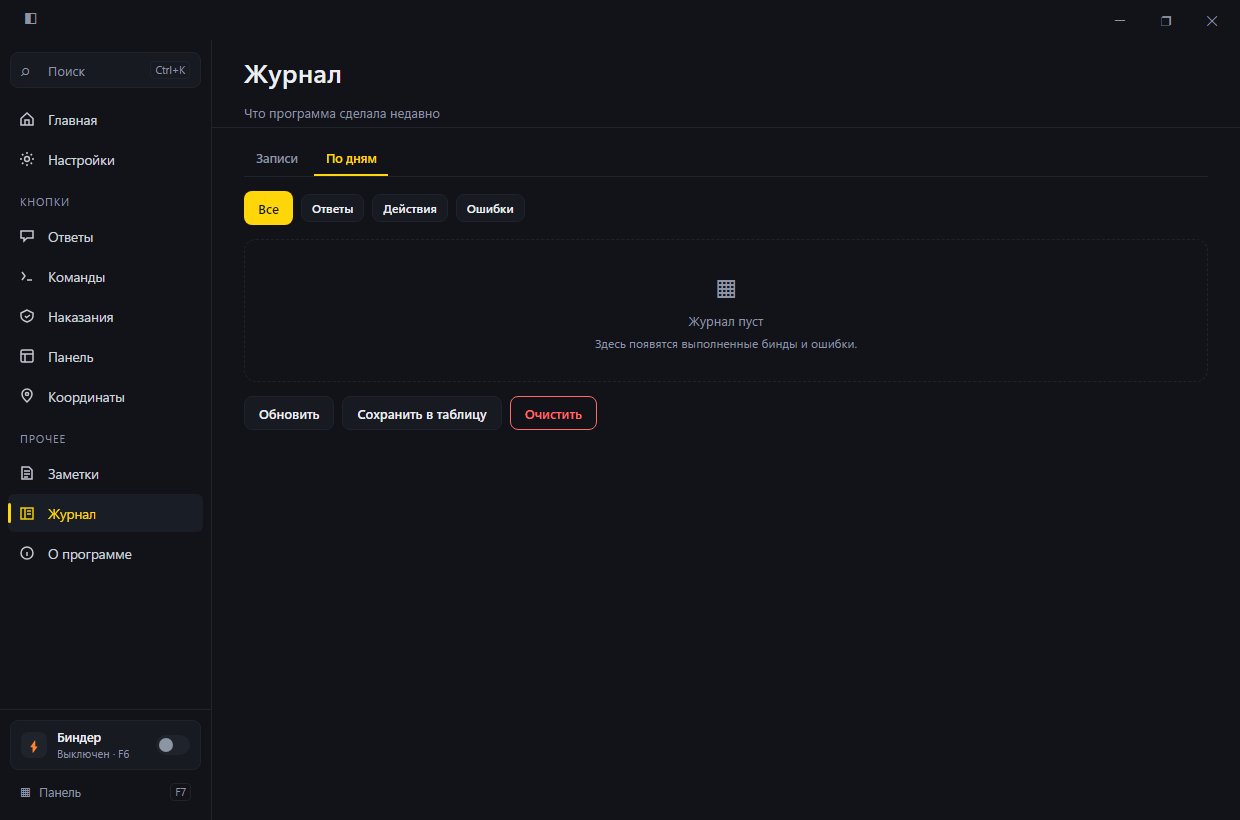 Поиск Ctrl+K
Главная
Настройки
КНОПКИ
Ответы
Команды
Наказания
Панель
Координаты
ПРОЧЕЕ
Заметки
Журнал
О программе
Биндер
Выключен · F6
Панель F7
Журнал
Что программа сделала недавно
Записи По дням
Все Ответы Действия Ошибки
Журнал пуст
Здесь появятся выполненные бинды и ошибки.
Обновить Сохранить в таблицу Очистить